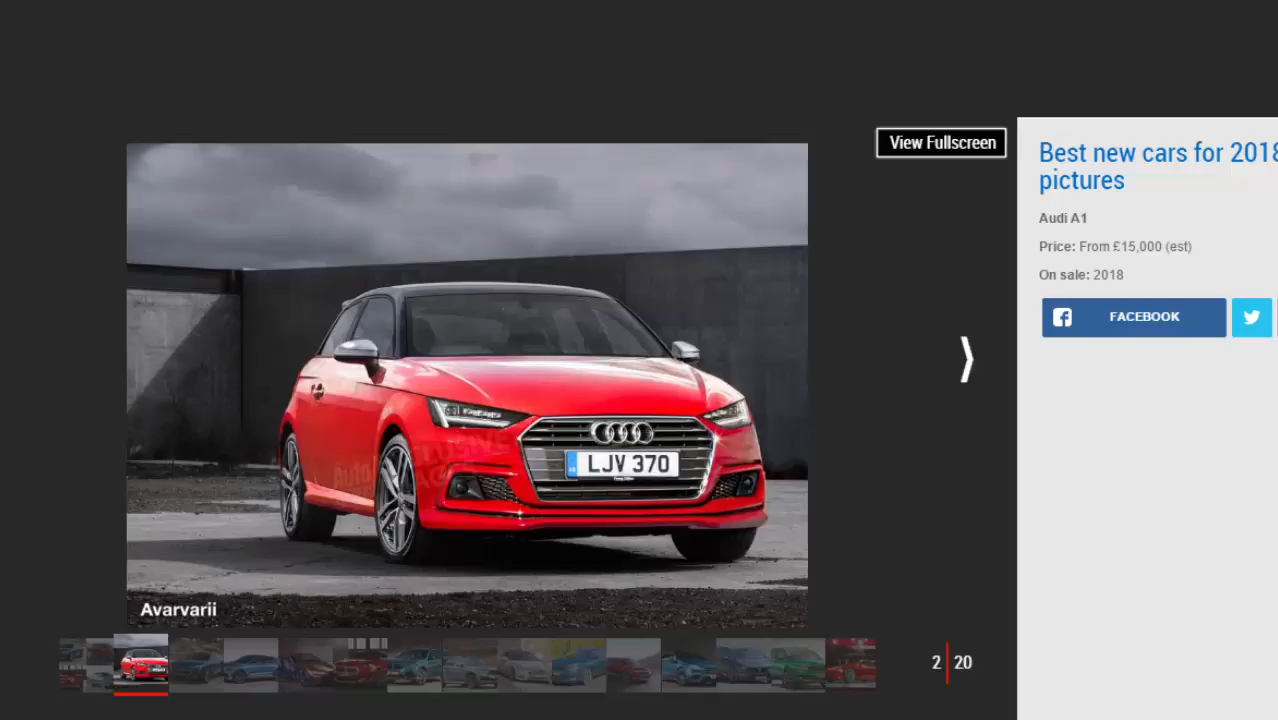 View Fullscreen
Best new cars for 2018
pictures
Audi A1
Price: From £15,000 (est)
On sale: 2018
FACEBOOK
LJV 370
Avarvarii
2 20